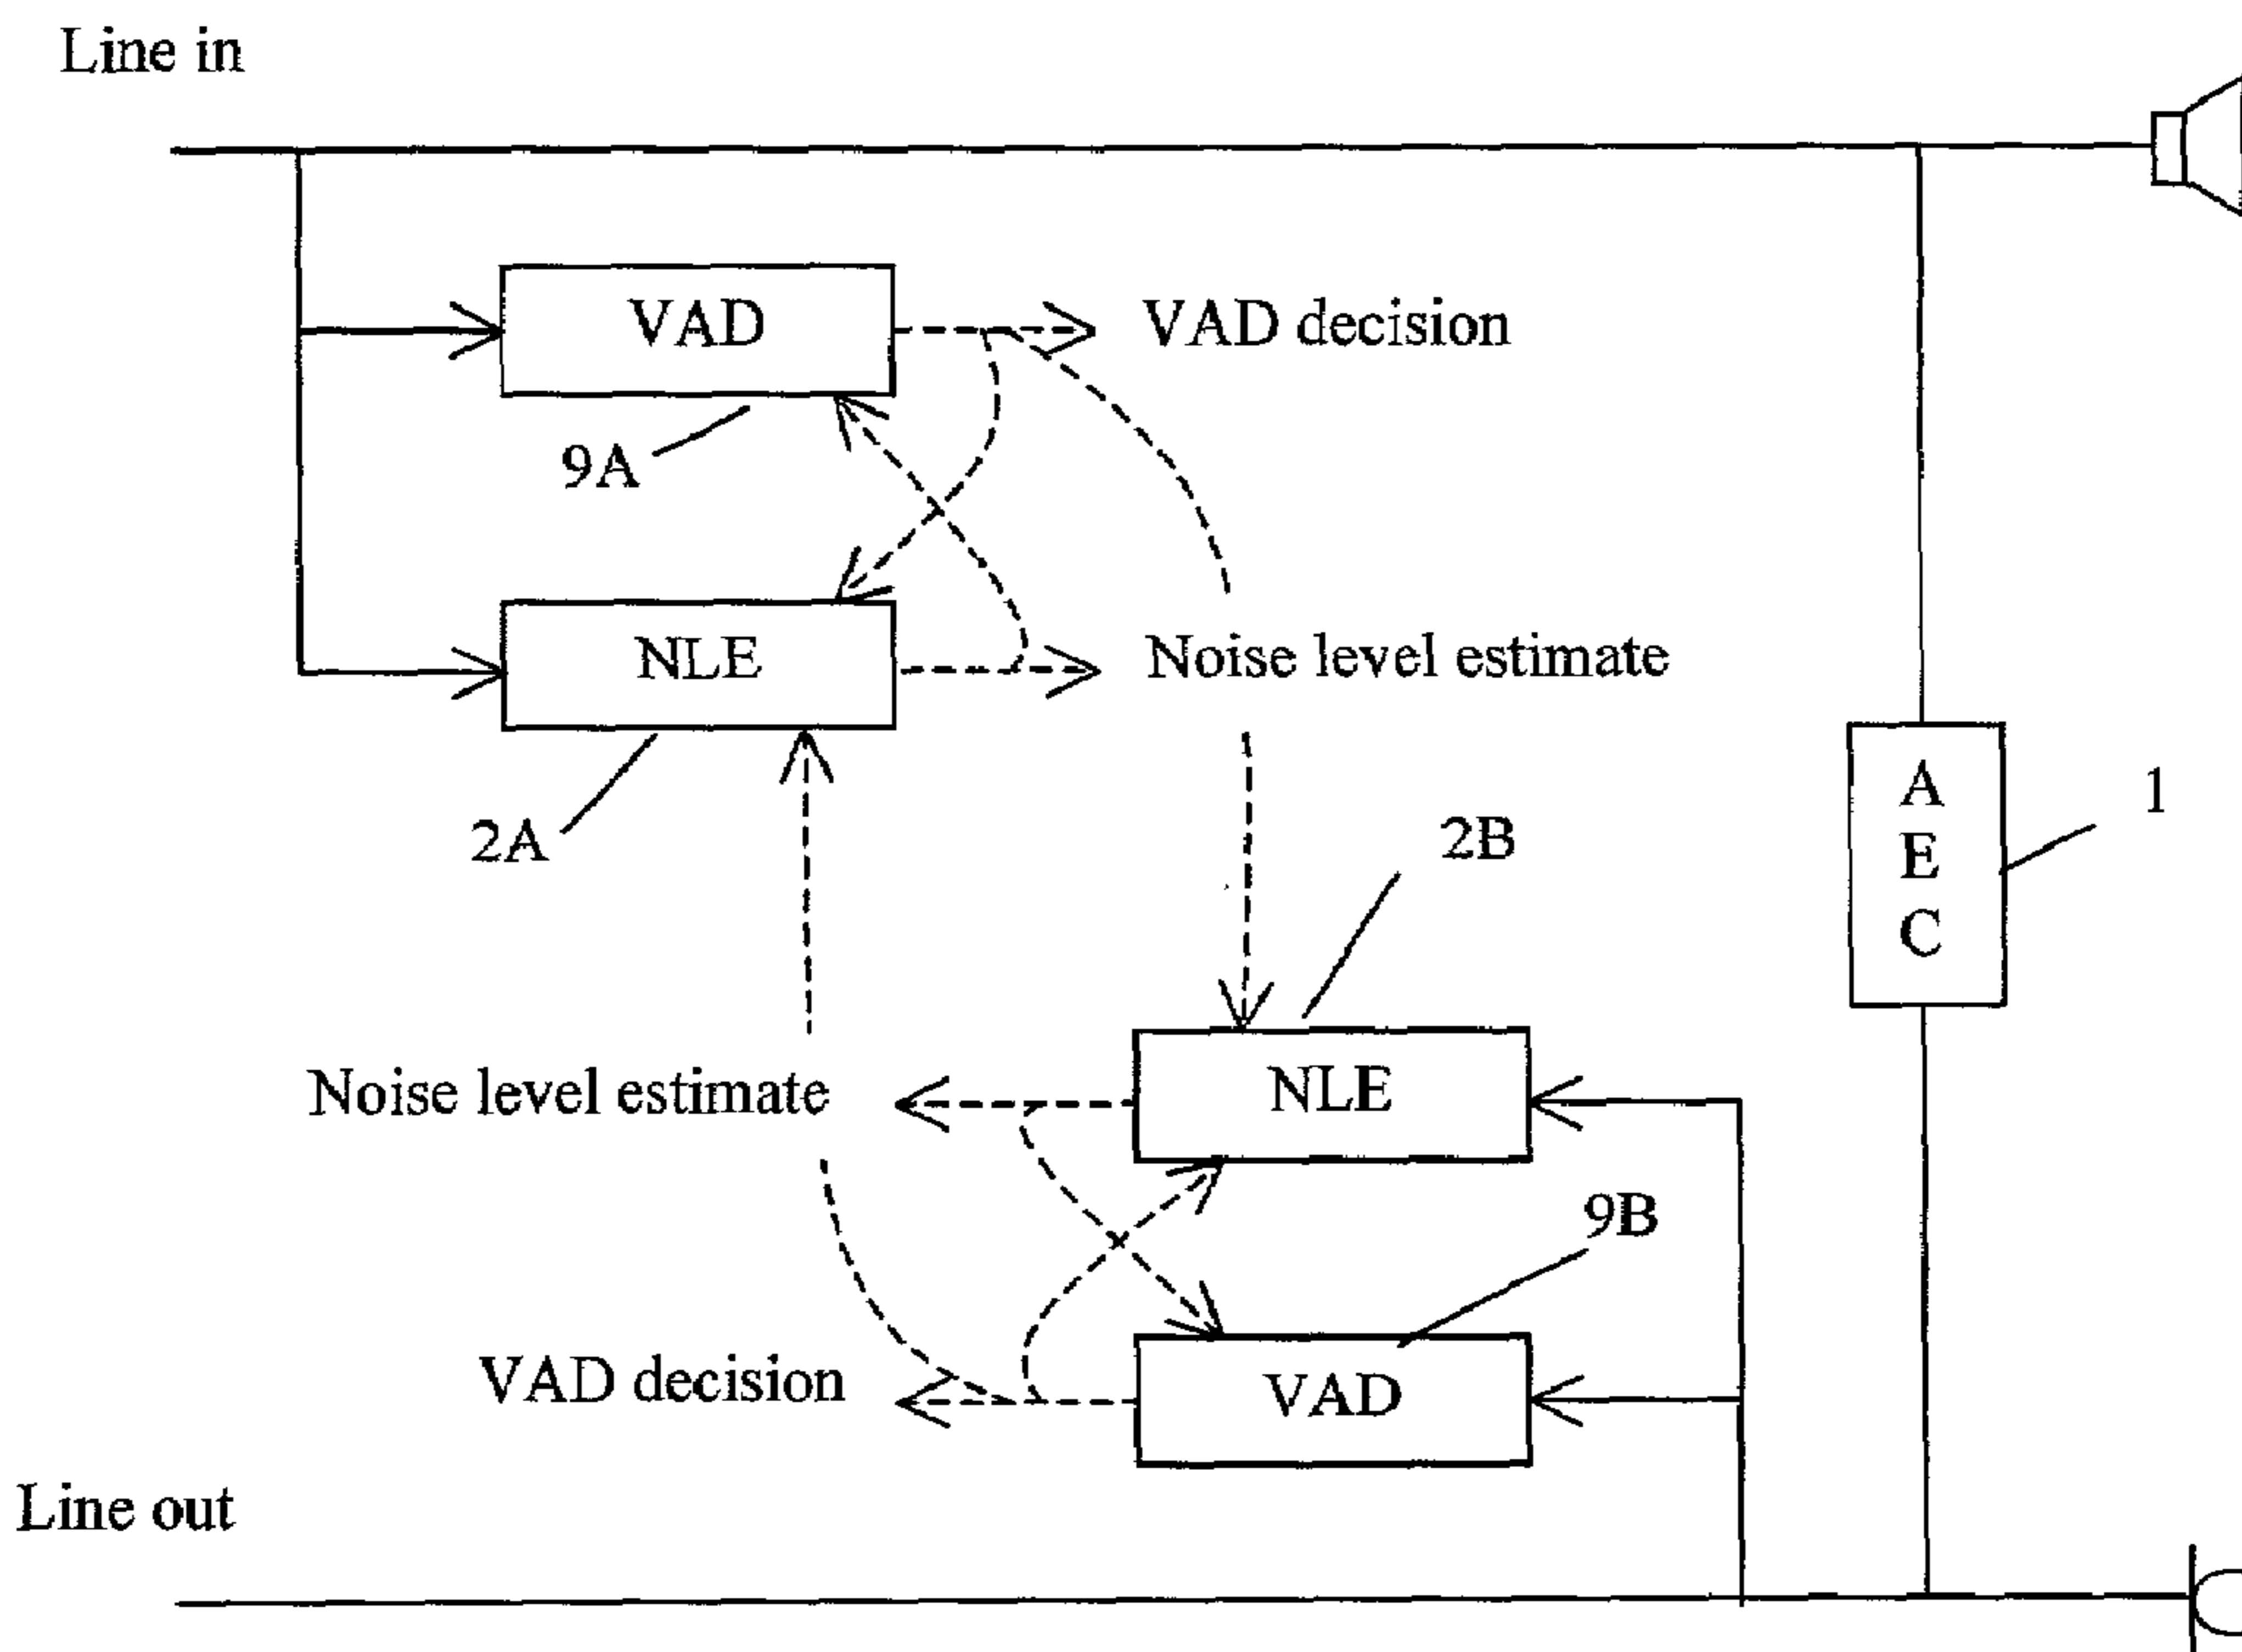 Line in
VAD
VAD decision
9A
NLE
Noise level estimate
2A
2B
A
E
C
1
Noise level estimate
NLE
9B
VAD decision
VAD
Line out